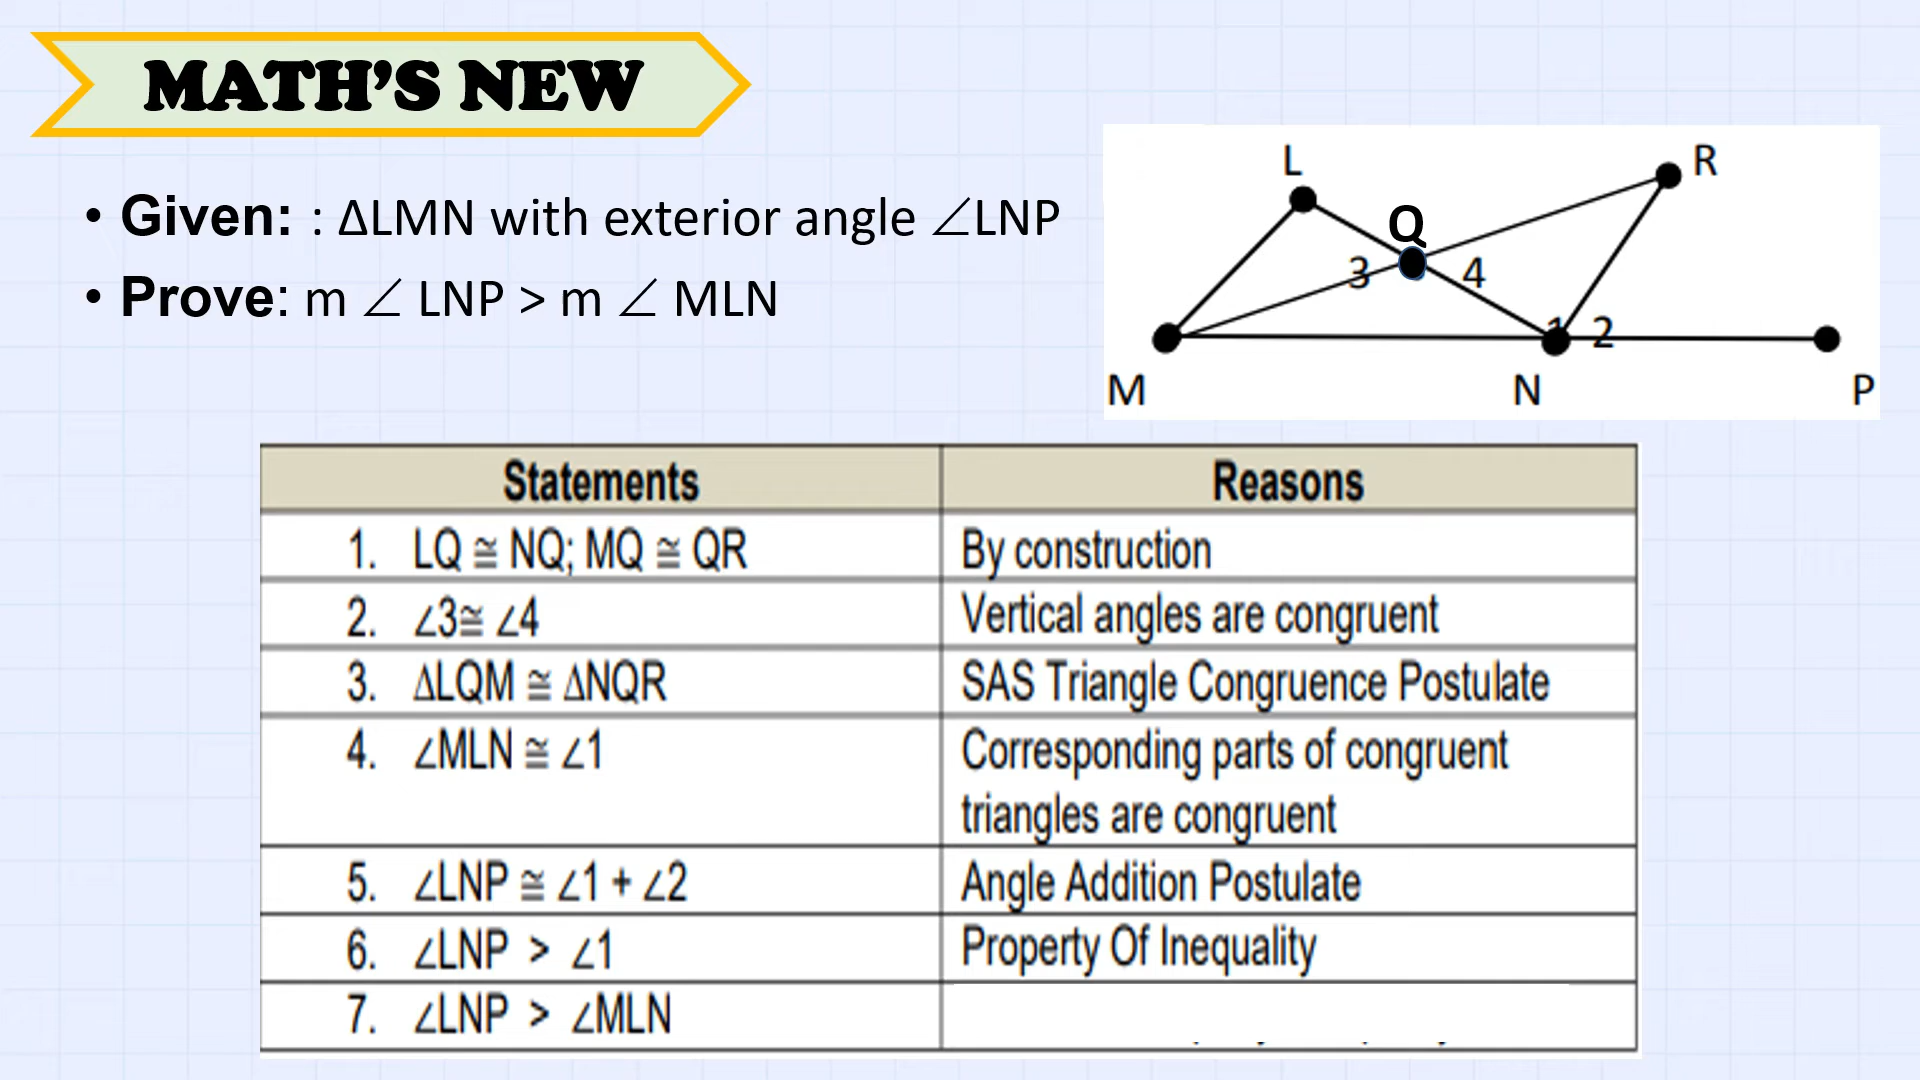 MATH’S NEW
• Given: : ∆LMN with exterior angle ∠LNP
• Prove: m ∠ LNP > m ∠ MLN
L
R
Q
3
4
1
2
M
N
P
Statements
Reasons
1. LQ ≅ NQ; MQ ≅ QR
By construction
2. ∠3≅ ∠4
Vertical angles are congruent
3. ∆LQM ≅ ∆NQR
SAS Triangle Congruence Postulate
4. ∠MLN ≅ ∠1
Corresponding parts of congruent
triangles are congruent
5. ∠LNP ≅ ∠1 + ∠2
Angle Addition Postulate
6. ∠LNP > ∠1
Property Of Inequality
7. ∠LNP > ∠MLN